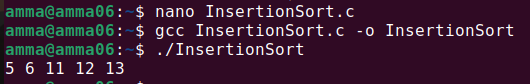 amma@amma06:~$ nano InsertionSort.c
amma@amma06:~$ gcc InsertionSort.c -o InsertionSort
amma@amma06:~$ ./InsertionSort
5 6 11 12 13